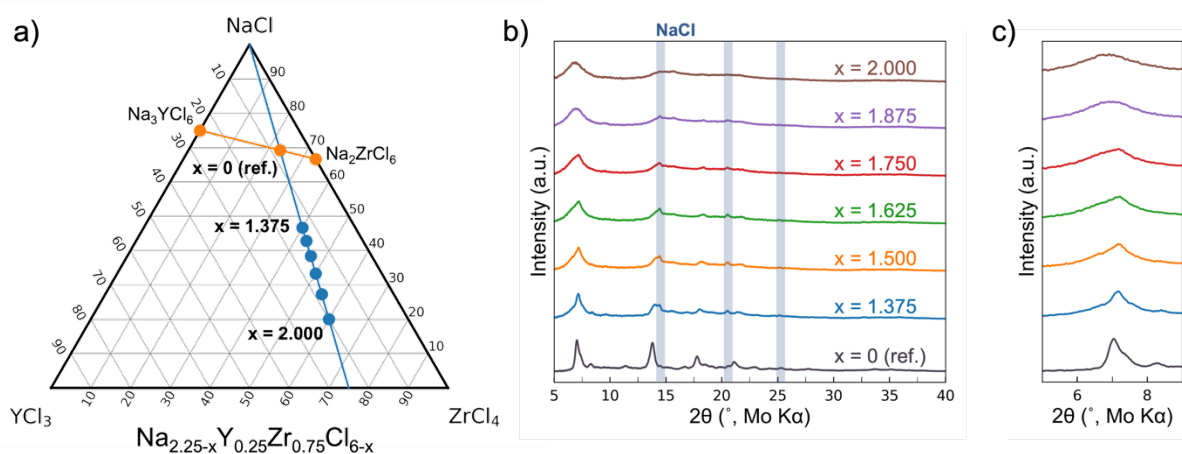 a)
NaCl
10
20
30
40
50
60
70
80
90
90
80
70
60
50
40
30
20
10
Na₃YCl₆
Na₂ZrCl₆
x = 0 (ref.)
x = 1.375
x = 2.000
YCl₃
ZrCl₄
10
20
30
40
50
60
70
80
90
Na₂.₂₅₋ₓY₀.₂₅Zr₀.₇₅Cl₆₋ₓ
b)
NaCl
x = 2.000
x = 1.875
x = 1.750
x = 1.625
x = 1.500
x = 1.375
x = 0 (ref.)
Intensity (a.u.)
5 10 15 20 25 30 35 40
2θ (°, Mo Kα)
c)
Intensity (a.u.)
6 8
2θ (°, Mo Kα)